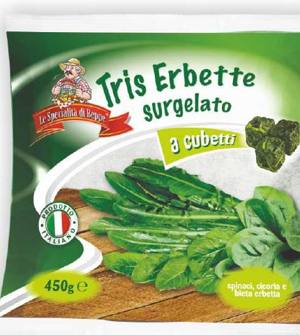 Tris Erbette
surgelato
Le Specialità di Beppe
a cubetti
PRODOTTO
ITALIANO
450g ℮
spinaci, cicoria e
bieta erbetta